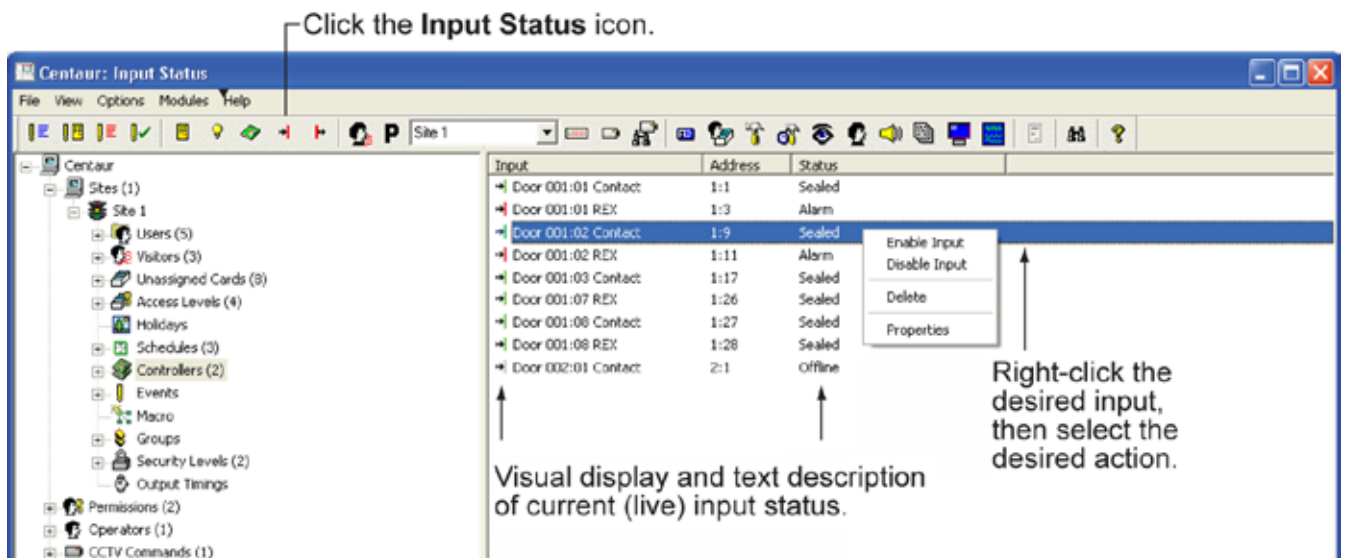 Click the Input Status icon.
Centaur: Input Status
File View Options Modules Help
P Site 1
Centaur
Sites (1)
Site 1
Users (5)
Visitors (3)
Unassigned Cards (8)
Access Levels (4)
Holidays
Schedules (3)
Controllers (2)
Events
Macro
Groups
Security Levels (2)
Output Timings
Permissions (2)
Operators (1)
CCTV Commands (1)
Input Address Status
Door 001:01 Contact 1:1 Sealed
Door 001:01 REX 1:3 Alarm
Door 001:02 Contact 1:9 Sealed
Door 001:02 REX 1:11 Alarm
Door 001:03 Contact 1:17 Sealed
Door 001:07 REX 1:26 Sealed
Door 001:08 Contact 1:27 Sealed
Door 001:08 REX 1:28 Sealed
Door 002:01 Contact 2:1 Offline
Enable Input
Disable Input
Delete
Properties
Right-click the
desired input,
then select the
desired action.
Visual display and text description
of current (live) input status.